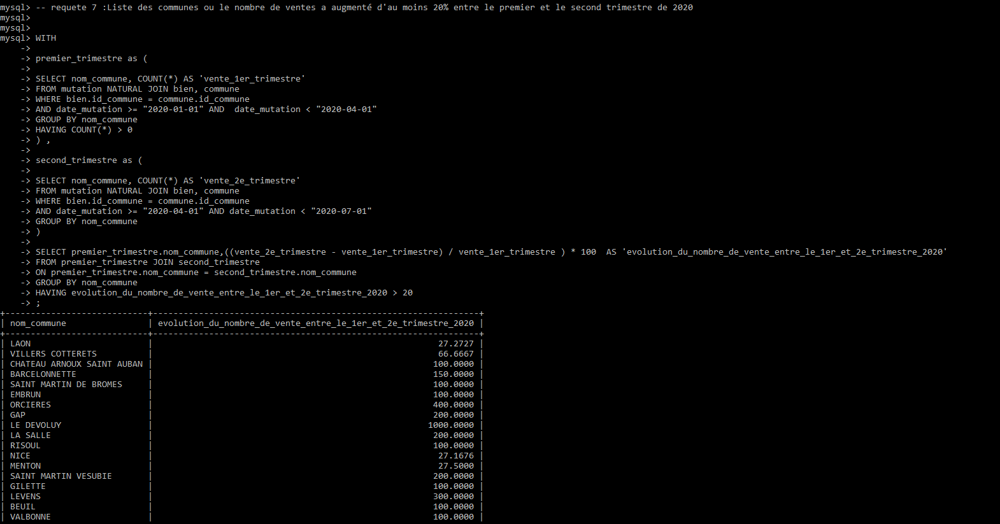 mysql> -- requete 7 :Liste des communes ou le nombre de ventes a augmenté d'au moins 20% entre le premier et le second trimestre de 2020
mysql>
mysql>
mysql> WITH
    ->
    -> premier_trimestre as (
    ->
    -> SELECT nom_commune, COUNT(*) AS 'vente_1er_trimestre'
    -> FROM mutation NATURAL JOIN bien, commune
    -> WHERE bien.id_commune = commune.id_commune
    -> AND date_mutation >= "2020-01-01" AND  date_mutation < "2020-04-01"
    -> GROUP BY nom_commune
    -> HAVING COUNT(*) > 0
    -> ) ,
    ->
    -> second_trimestre as (
    ->
    -> SELECT nom_commune, COUNT(*) AS 'vente_2e_trimestre'
    -> FROM mutation NATURAL JOIN bien, commune
    -> WHERE bien.id_commune = commune.id_commune
    -> AND date_mutation >= "2020-04-01" AND date_mutation < "2020-07-01"
    -> GROUP BY nom_commune
    -> )
    ->
    -> SELECT premier_trimestre.nom_commune,((vente_2e_trimestre - vente_1er_trimestre) / vente_1er_trimestre ) * 100  AS 'evolution_du_nombre_de_vente_entre_le_1er_et_2e_trimestre_2020'
    -> FROM premier_trimestre JOIN second_trimestre
    -> ON premier_trimestre.nom_commune = second_trimestre.nom_commune
    -> GROUP BY nom_commune
    -> HAVING evolution_du_nombre_de_vente_entre_le_1er_et_2e_trimestre_2020 > 20
    -> ;
+----------------------------+----------------------------------------------------------------+
| nom_commune                | evolution_du_nombre_de_vente_entre_le_1er_et_2e_trimestre_2020 |
+----------------------------+----------------------------------------------------------------+
| LAON                       |                                                        27.2727 |
| VILLERS COTTERETS          |                                                        66.6667 |
| CHATEAU ARNOUX SAINT AUBAN |                                                       100.0000 |
| BARCELONNETTE              |                                                       150.0000 |
| SAINT MARTIN DE BROMES     |                                                       100.0000 |
| EMBRUN                     |                                                       100.0000 |
| ORCIERES                   |                                                       400.0000 |
| GAP                        |                                                       200.0000 |
| LE DEVOLUY                 |                                                      1000.0000 |
| LA SALLE                   |                                                       200.0000 |
| RISOUL                     |                                                       100.0000 |
| NICE                       |                                                        27.1676 |
| MENTON                     |                                                        27.5000 |
| SAINT MARTIN VESUBIE       |                                                       200.0000 |
| GILETTE                    |                                                       100.0000 |
| LEVENS                     |                                                       300.0000 |
| BEUIL                      |                                                       100.0000 |
| VALBONNE                   |                                                       100.0000 |